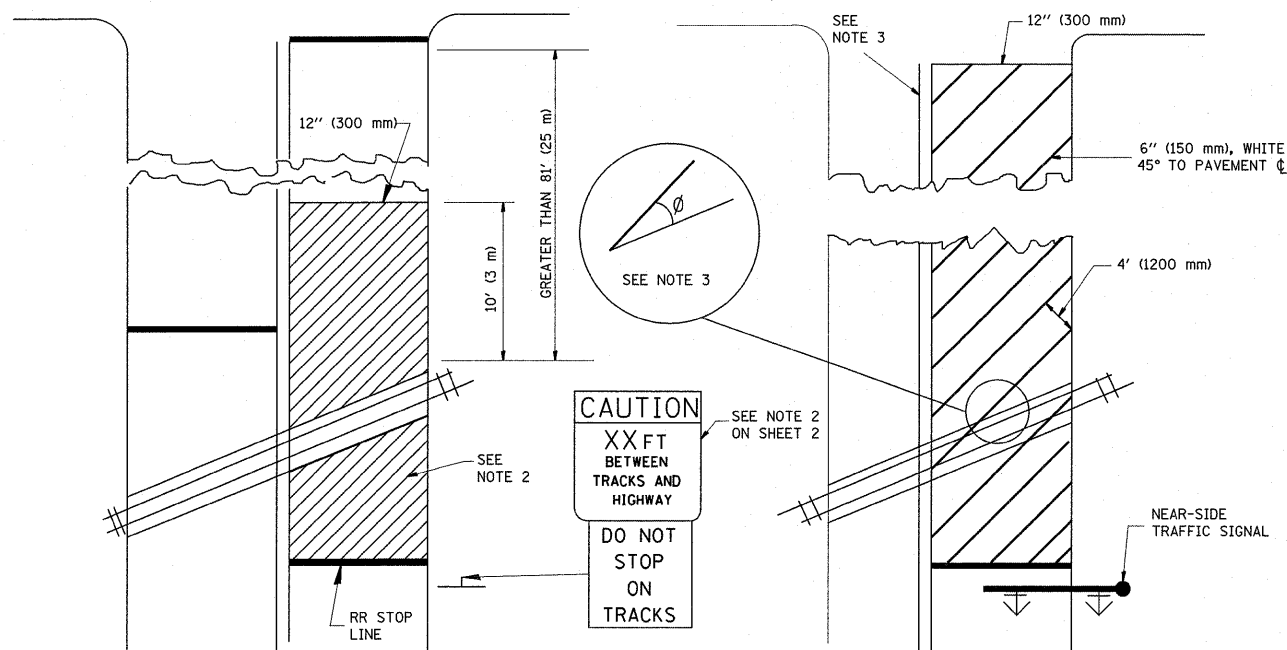 12'' (300 mm)
GREATER THAN 81' (25 m)
10' (3 m)
SEE
NOTE 2
RR STOP
LINE
SEE NOTE 3
Ø
CAUTION
XX FT
BETWEEN
TRACKS AND
HIGHWAY
DO NOT
STOP
ON
TRACKS
SEE NOTE 2
ON SHEET 2
SEE
NOTE 3
12'' (300 mm)
6'' (150 mm), WHITE
45° TO PAVEMENT ℄
4' (1200 mm)
NEAR-SIDE
TRAFFIC SIGNAL